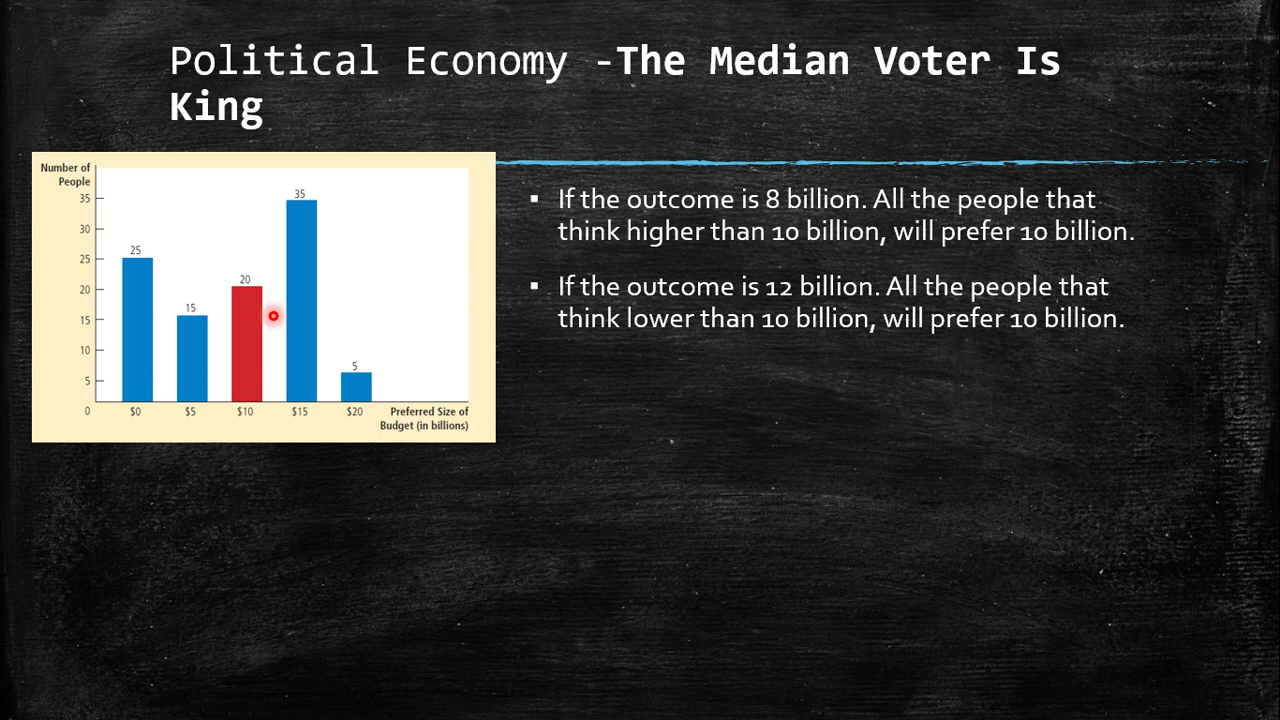 Political Economy -The Median Voter Is
King
Number of
People
35
30
25
20
15
10
5
0
25
15
20
35
5
$0
$5
$10
$15
$20
Preferred Size of
Budget (in billions)
▪ If the outcome is 8 billion. All the people that
think higher than 10 billion, will prefer 10 billion.
▪ If the outcome is 12 billion. All the people that
think lower than 10 billion, will prefer 10 billion.